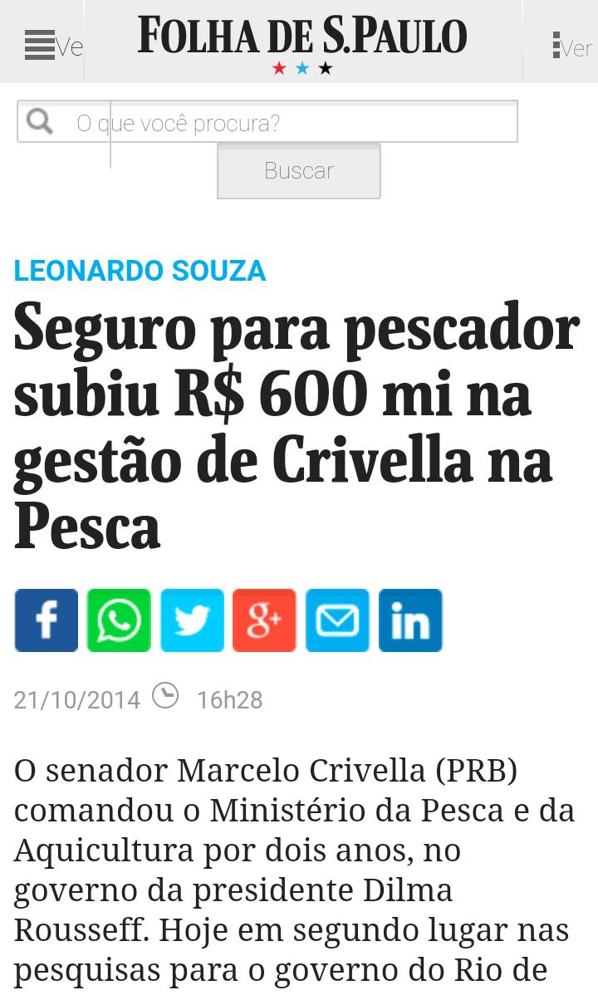 Ve
FOLHA DE S.PAULO
Ver
O que você procura?
Buscar
LEONARDO SOUZA
Seguro para pescador
subiu R$ 600 mi na
gestão de Crivella na
Pesca
21/10/2014 16h28
O senador Marcelo Crivella (PRB)
comandou o Ministério da Pesca e da
Aquicultura por dois anos, no
governo da presidente Dilma
Rousseff. Hoje em segundo lugar nas
pesquisas para o governo do Rio de